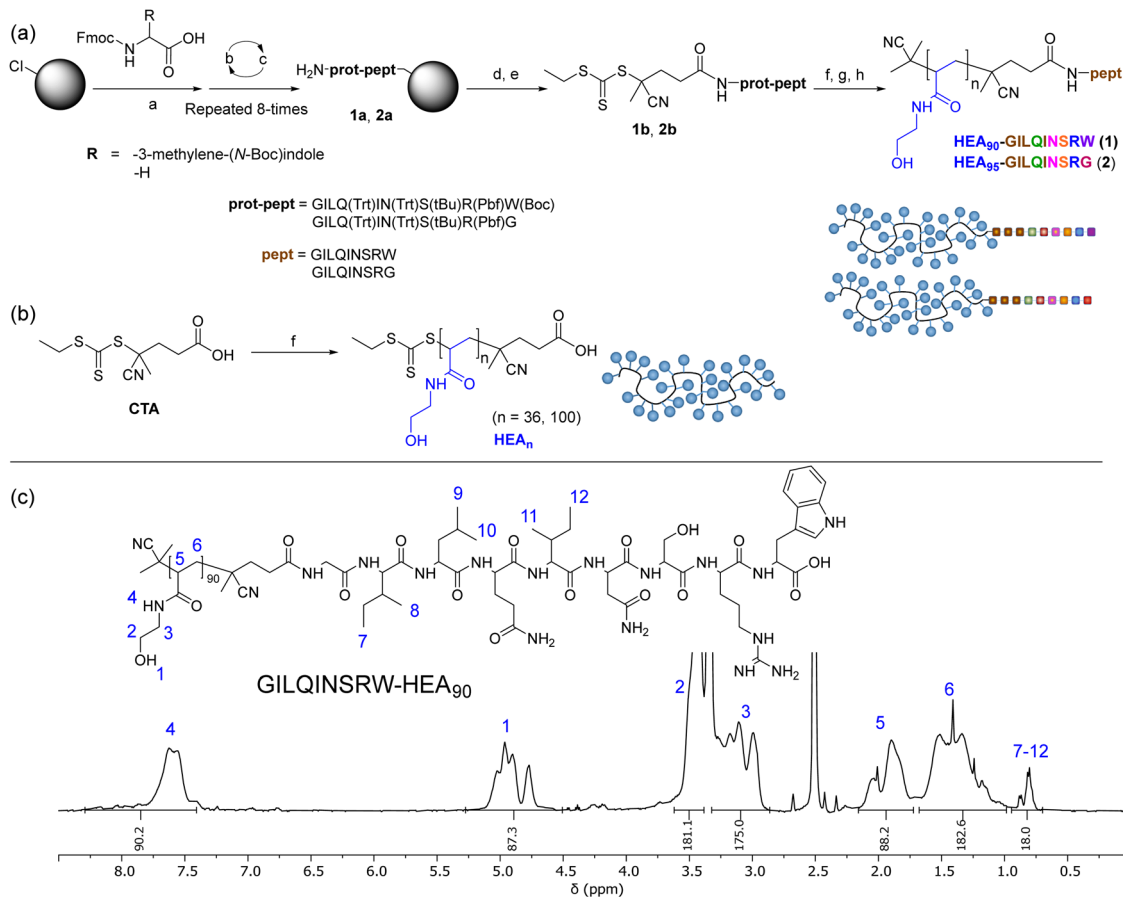 (a)
Cl
Fmoc
N
H
R
OH
O
a
b
c
Repeated 8-times
H₂N-prot-pept
1a, 2a
d, e
S
S
S
CN
O
N
H
prot-pept
1b, 2b
f, g, h
NC
n
CN
O
N
H
pept
NH
O
OH
HEA₉₀-GILQINSRW (1)
HEA₉₅-GILQINSRG (2)
R = -3-methylene-(N-Boc)indole
-H
prot-pept = GILQ(Trt)IN(Trt)S(tBu)R(Pbf)W(Boc)
GILQ(Trt)IN(Trt)S(tBu)R(Pbf)G
pept = GILQINSRW
GILQINSRG
(b)
S
S
S
CN
O
OH
CTA
f
S
S
S
n
CN
O
OH
NH
O
OH
(n = 36, 100)
HEAₙ
(c)
NC
5
6
90
CN
O
H
N
O
H
N
O
H
N
O
H
N
O
H
N
O
H
N
O
H
N
O
H
N
O
OH
9
10
12
11
OH
NH
4
HN
O
2
3
OH
1
8
7
O
NH₂
O
NH₂
NH
NH
NH₂
GILQINSRW-HEA₉₀
4
1
2
3
5
6
7-12
90.2
87.3
181.1
175.0
88.2
182.6
18.0
8.0
7.5
7.0
6.5
6.0
5.5
5.0
4.5
4.0
3.5
3.0
2.5
2.0
1.5
1.0
0.5
δ (ppm)